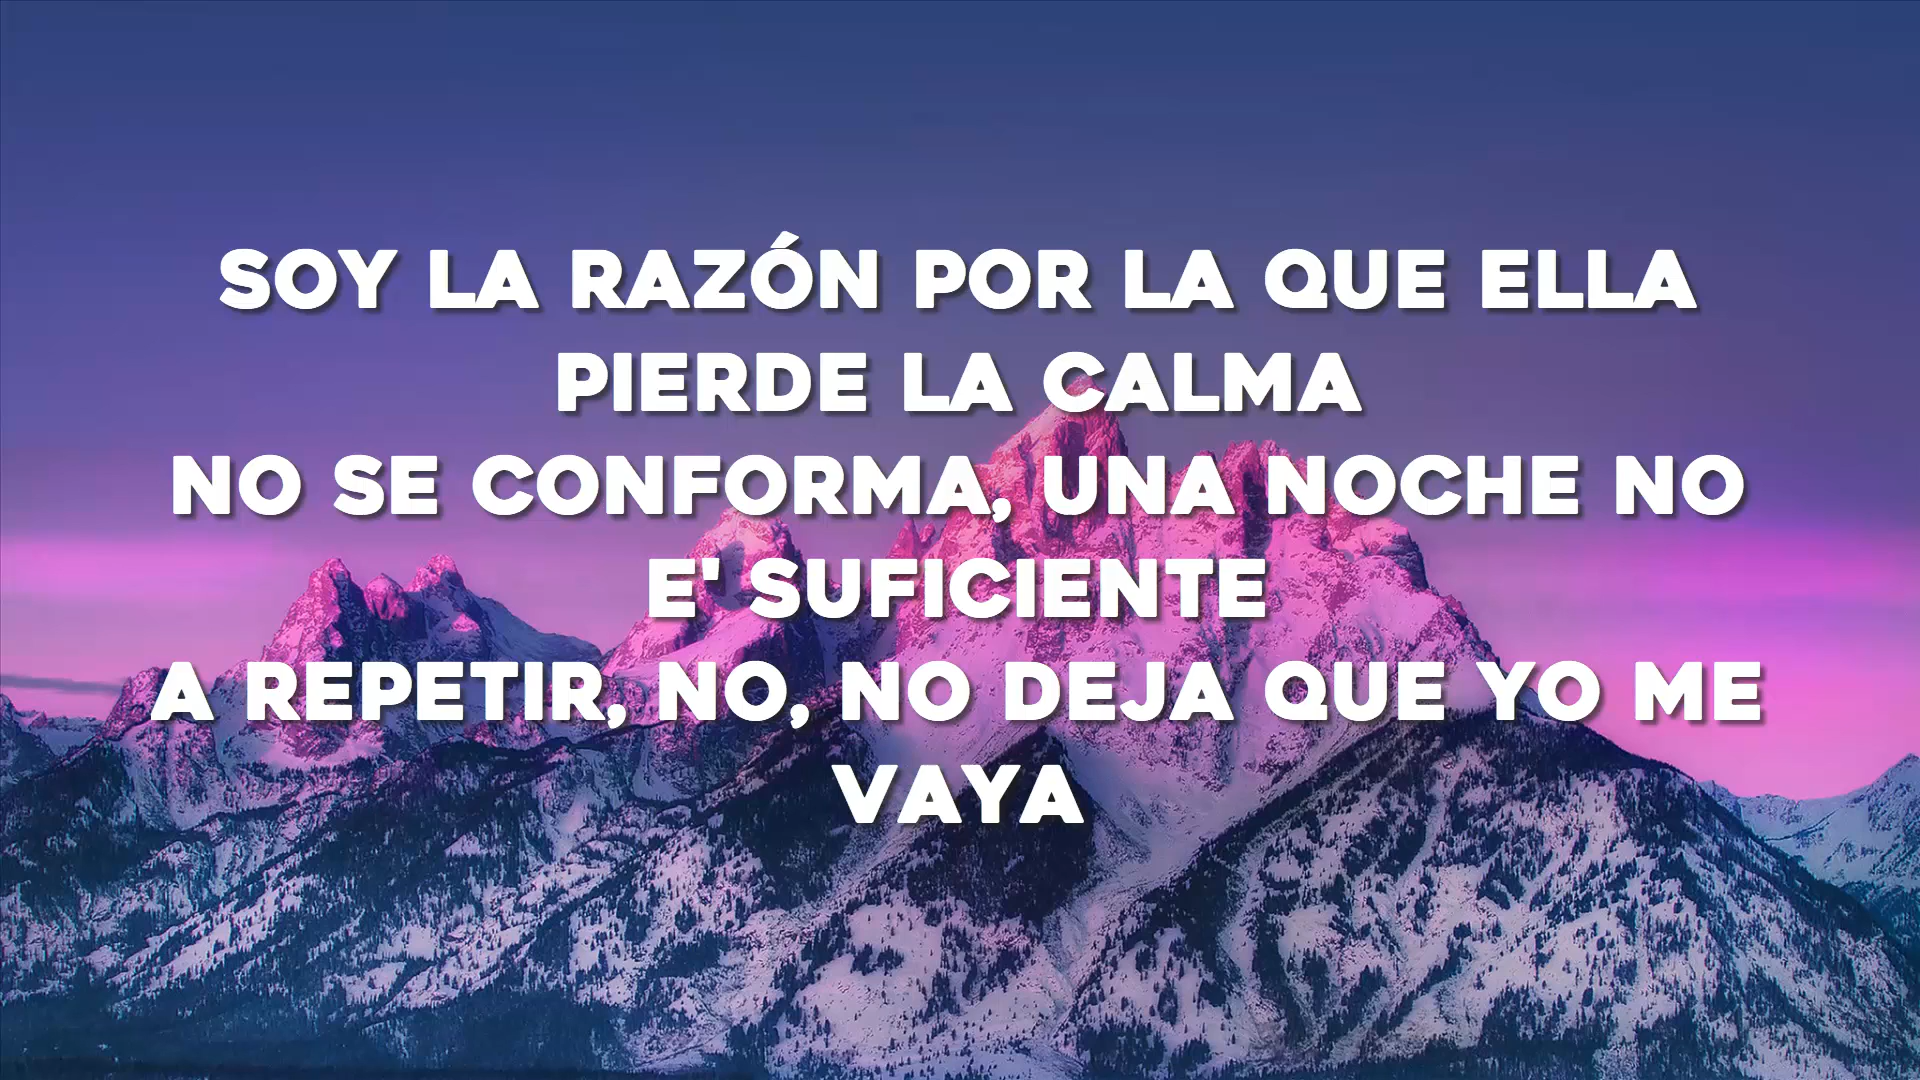 SOY LA RAZÓN POR LA QUE ELLA
PIERDE LA CALMA
NO SE CONFORMA, UNA NOCHE NO
E' SUFICIENTE
A REPETIR, NO, NO DEJA QUE YO ME
VAYA